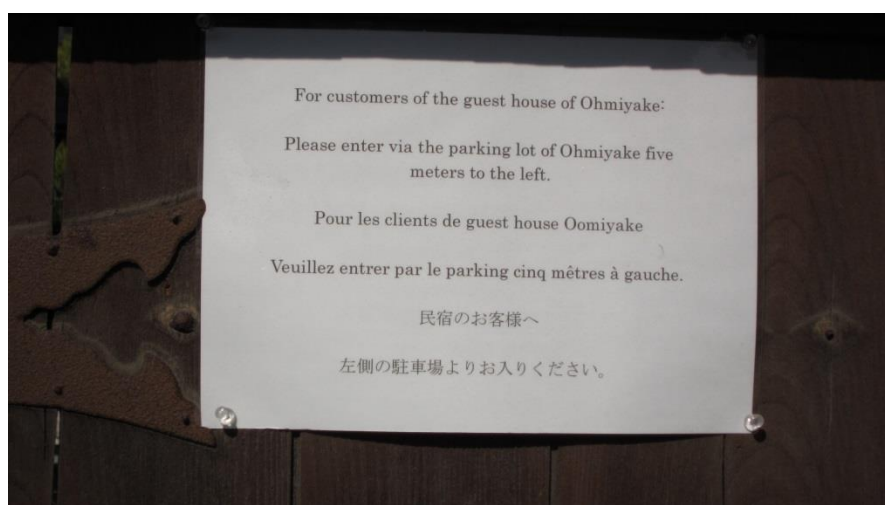 For customers of the guest house of Ohmiyake:
Please enter via the parking lot of Ohmiyake five
meters to the left.
Pour les clients de guest house Oomiyake
Veuillez entrer par le parking cinq mêtres à gauche.
民宿のお客様へ
左側の駐車場よりお入りください。